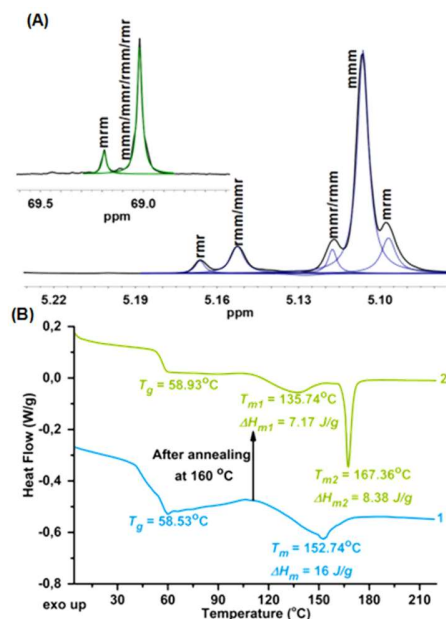 (A)
mrm
mmm/mmr/rmm/rmr
69.5
69.0
ppm
rmr
mmr/rmm
mmr/rmm
mmm
mrm
5.22
5.19
5.16
5.13
5.10
ppm
(B)
0,2
0,0
-0,2
-0,4
-0,6
-0,8
Heat Flow (W/g)
2
Tg = 58.93°C
Tm1 = 135.74°C
ΔHm1 = 7.17 J/g
Tm2 = 167.36°C
ΔHm2 = 8.38 J/g
After annealing
at 160 °C
1
Tg = 58.53°C
Tm = 152.74°C
ΔHm = 16 J/g
exo up
30
60
90
120
150
180
210
Temperature (°C)